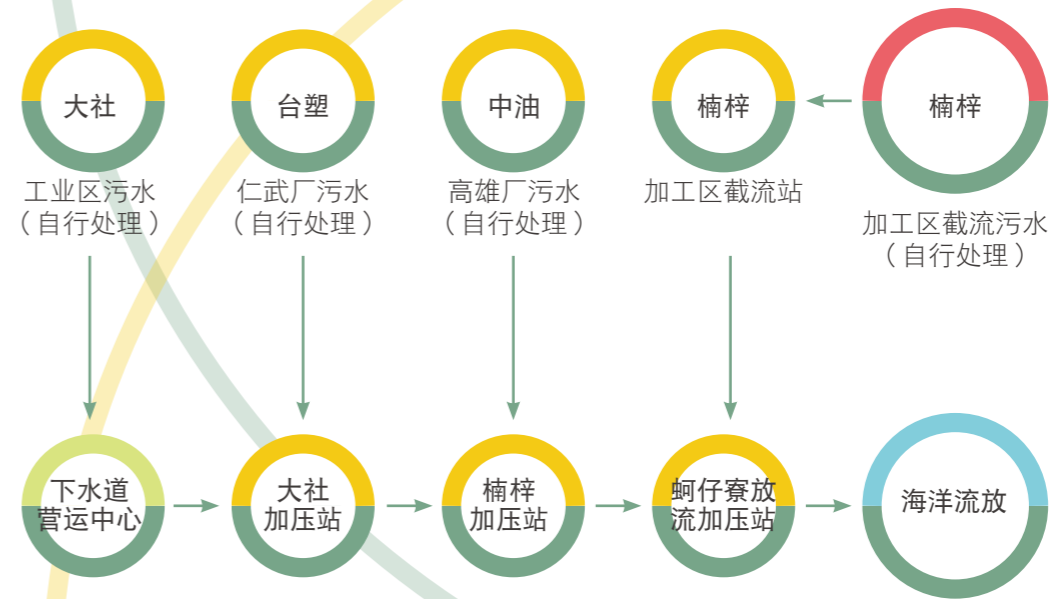 大社
工业区污水
（自行处理）
台塑
仁武厂污水
（自行处理）
中油
高雄厂污水
（自行处理）
楠梓
加工区截流站
楠梓
加工区截流污水
（自行处理）
下水道
营运中心
大社
加压站
楠梓
加压站
蚵仔寮放
流加压站
海洋流放